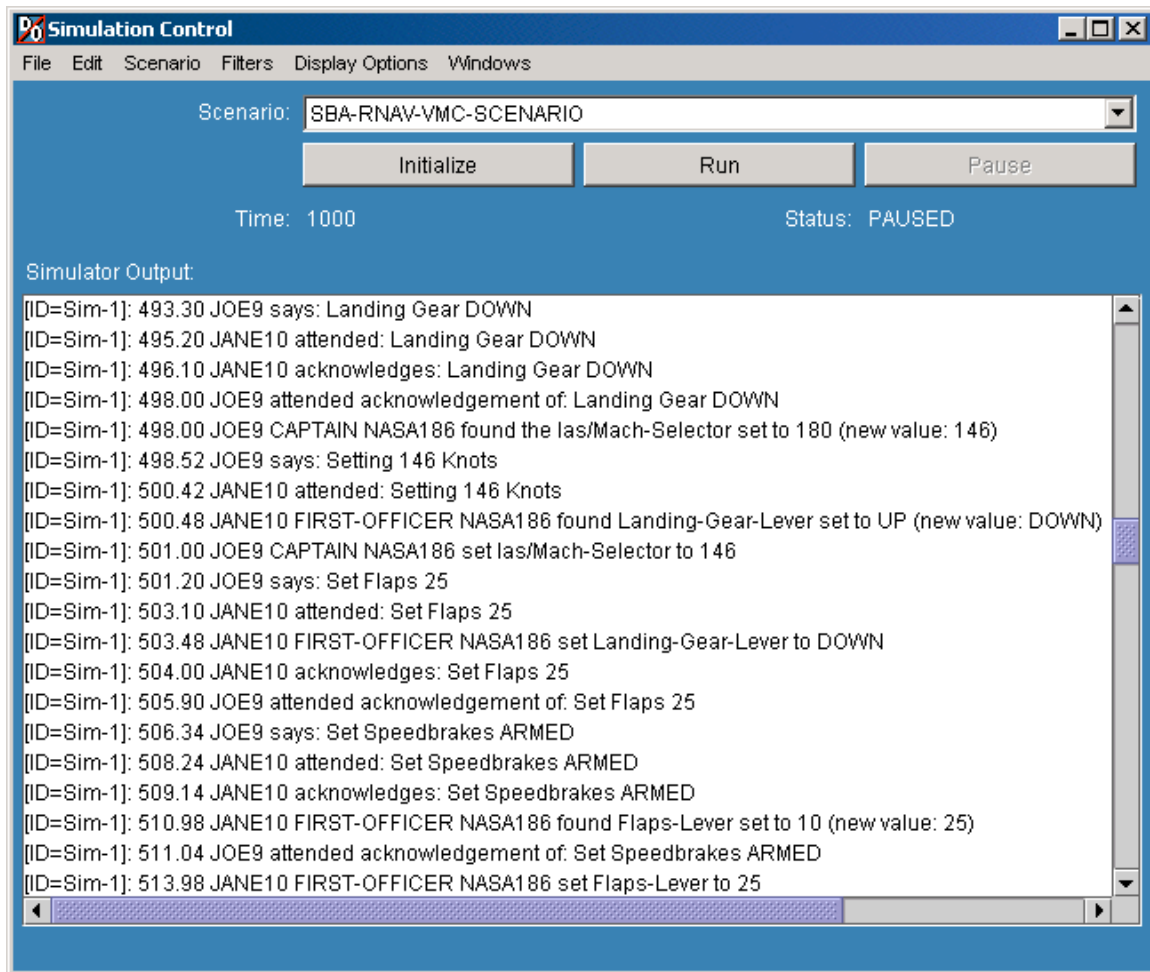 Simulation Control
File Edit Scenario Filters Display Options Windows
Scenario: SBA-RNAV-VMC-SCENARIO
Initialize Run Pause
Time: 1000 Status: PAUSED
Simulator Output:
[ID=Sim-1]: 493.30 JOE9 says: Landing Gear DOWN
[ID=Sim-1]: 495.20 JANE10 attended: Landing Gear DOWN
[ID=Sim-1]: 496.10 JANE10 acknowledges: Landing Gear DOWN
[ID=Sim-1]: 498.00 JOE9 attended acknowledgement of: Landing Gear DOWN
[ID=Sim-1]: 498.00 JOE9 CAPTAIN NASA186 found the Ias/Mach-Selector set to 180 (new value: 146)
[ID=Sim-1]: 498.52 JOE9 says: Setting 146 Knots
[ID=Sim-1]: 500.42 JANE10 attended: Setting 146 Knots
[ID=Sim-1]: 500.48 JANE10 FIRST-OFFICER NASA186 found Landing-Gear-Lever set to UP (new value: DOWN)
[ID=Sim-1]: 501.00 JOE9 CAPTAIN NASA186 set Ias/Mach-Selector to 146
[ID=Sim-1]: 501.20 JOE9 says: Set Flaps 25
[ID=Sim-1]: 503.10 JANE10 attended: Set Flaps 25
[ID=Sim-1]: 503.48 JANE10 FIRST-OFFICER NASA186 set Landing-Gear-Lever to DOWN
[ID=Sim-1]: 504.00 JANE10 acknowledges: Set Flaps 25
[ID=Sim-1]: 505.90 JOE9 attended acknowledgement of: Set Flaps 25
[ID=Sim-1]: 506.34 JOE9 says: Set Speedbrakes ARMED
[ID=Sim-1]: 508.24 JANE10 attended: Set Speedbrakes ARMED
[ID=Sim-1]: 509.14 JANE10 acknowledges: Set Speedbrakes ARMED
[ID=Sim-1]: 510.98 JANE10 FIRST-OFFICER NASA186 found Flaps-Lever set to 10 (new value: 25)
[ID=Sim-1]: 511.04 JOE9 attended acknowledgement of: Set Speedbrakes ARMED
[ID=Sim-1]: 513.98 JANE10 FIRST-OFFICER NASA186 set Flaps-Lever to 25